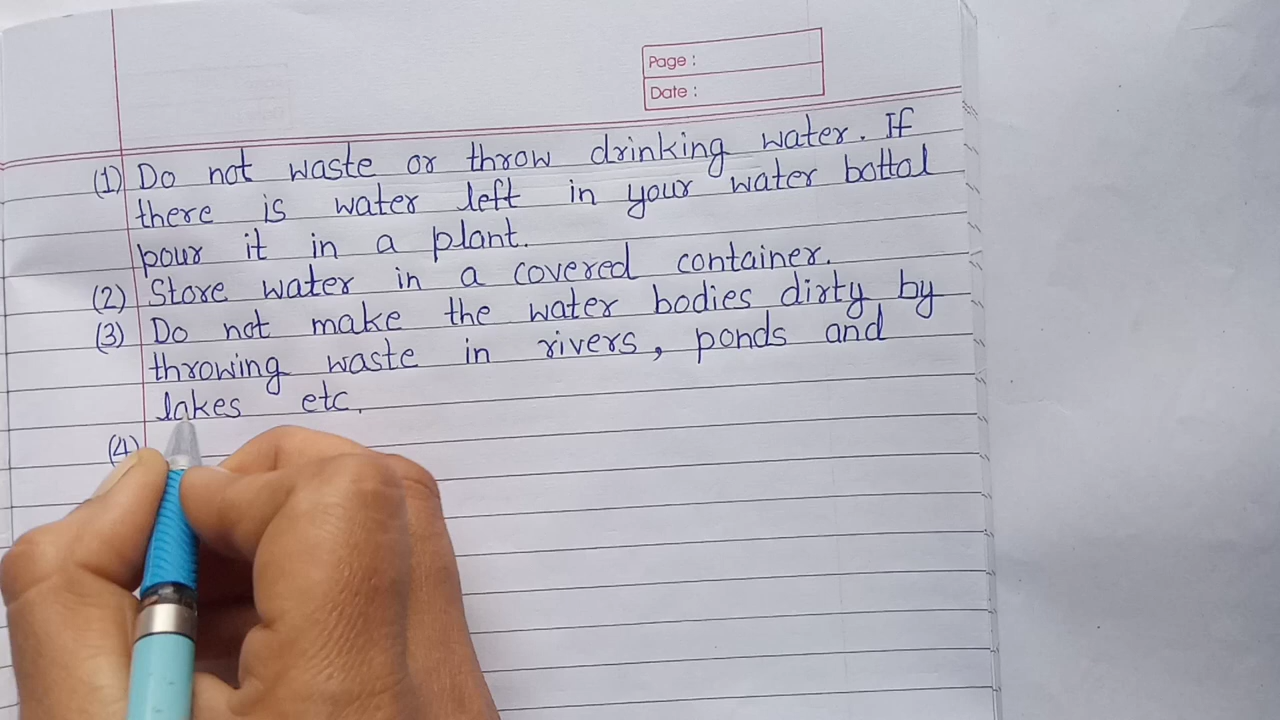 Page :
Date :
(1) Do not waste or throw drinking water. If
there is water left in your water bottol
pour it in a plant.
(2) Store water in a covered container.
(3) Do not make the water bodies dirty by
throwing waste in rivers, ponds and
lakes etc.
(4)